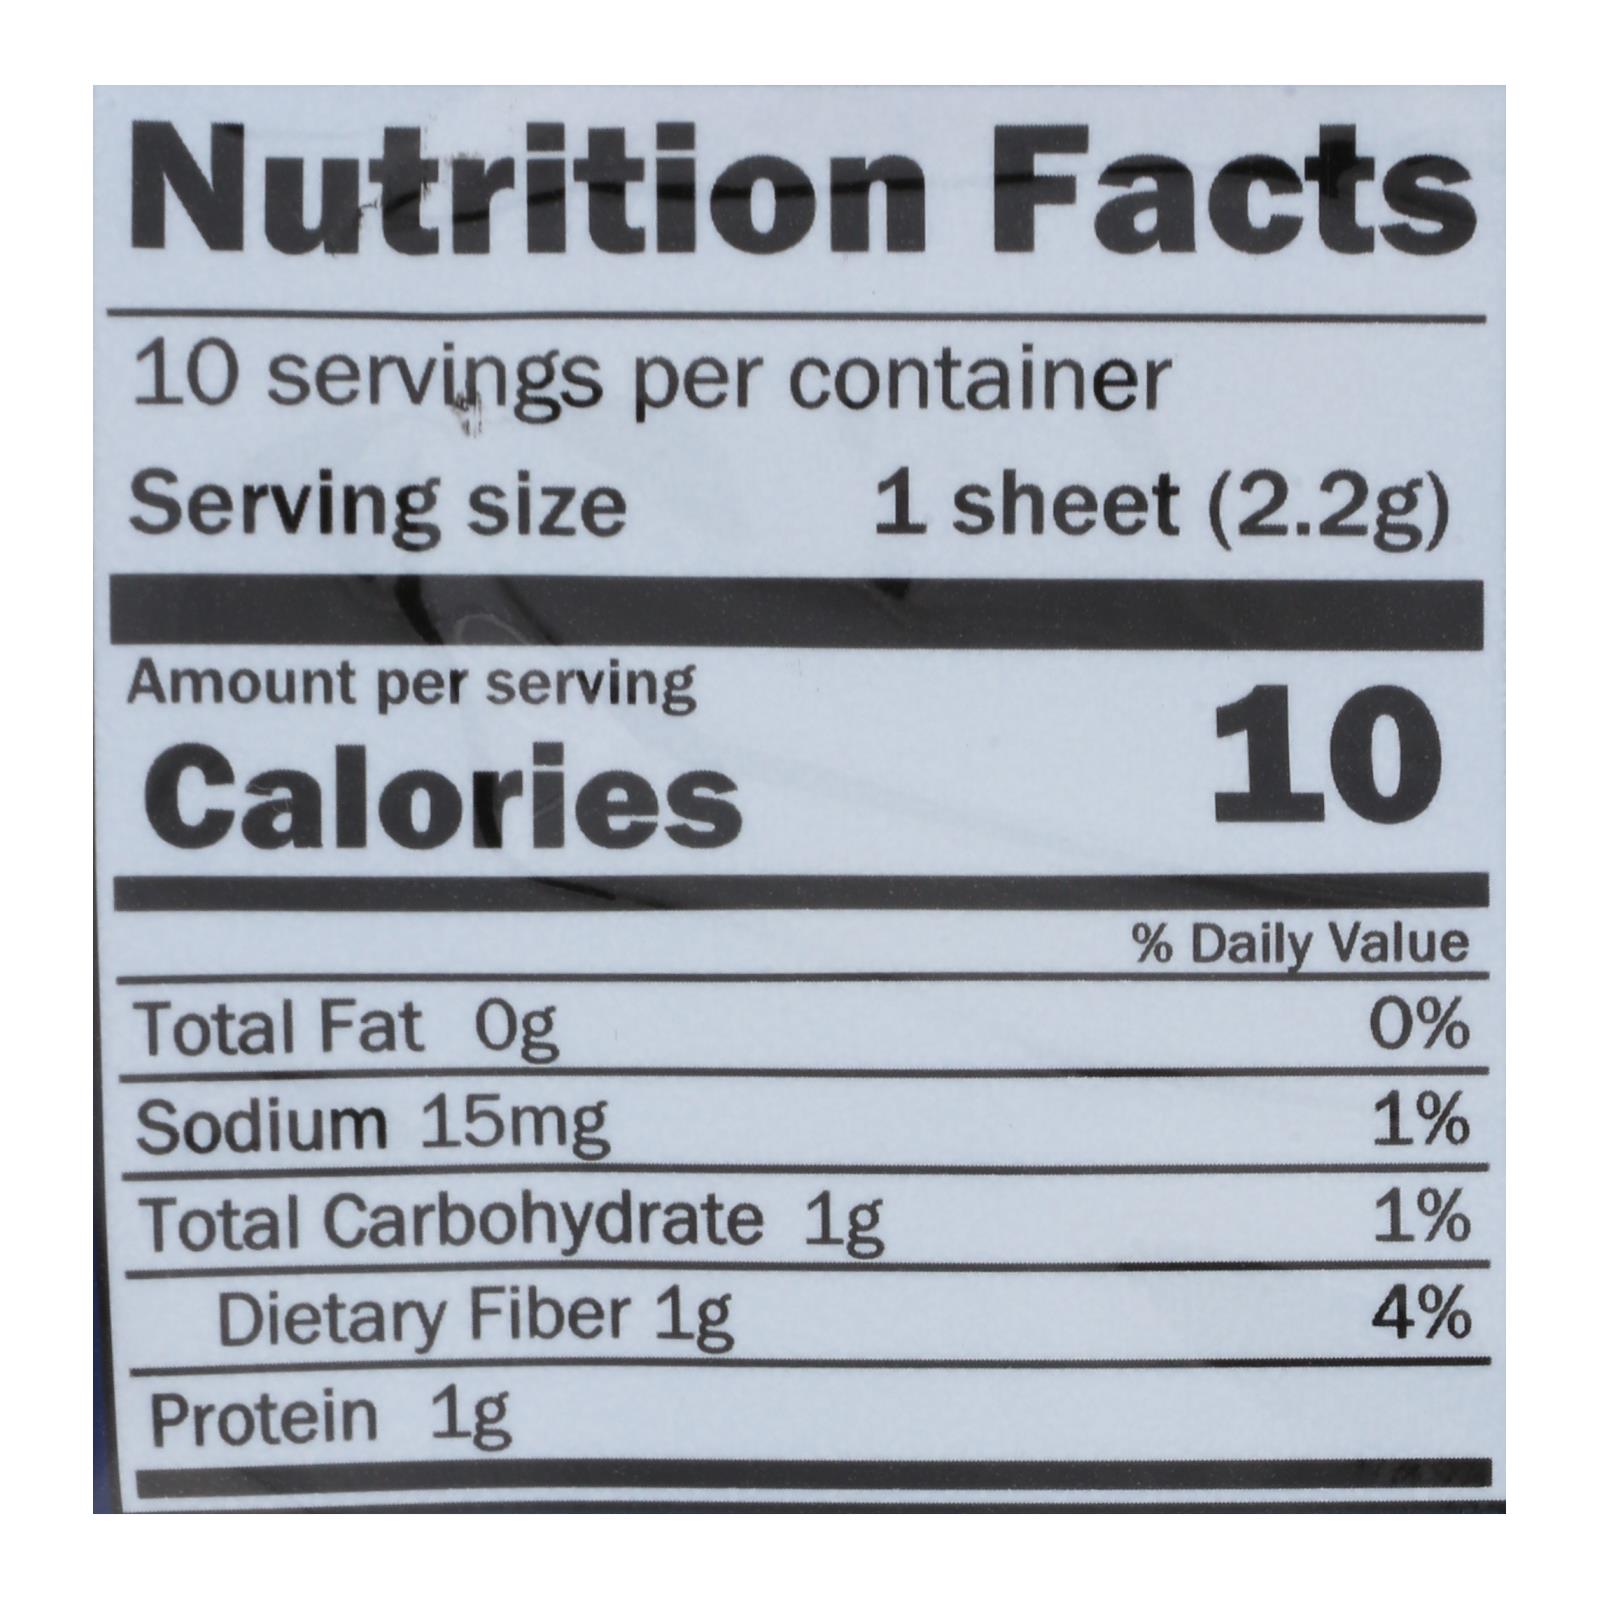 Nutrition Facts
10 servings per container
Serving size 1 sheet (2.2g)
Amount per serving
Calories 10
% Daily Value
Total Fat 0g 0%
Sodium 15mg 1%
Total Carbohydrate 1g 1%
Dietary Fiber 1g 4%
Protein 1g